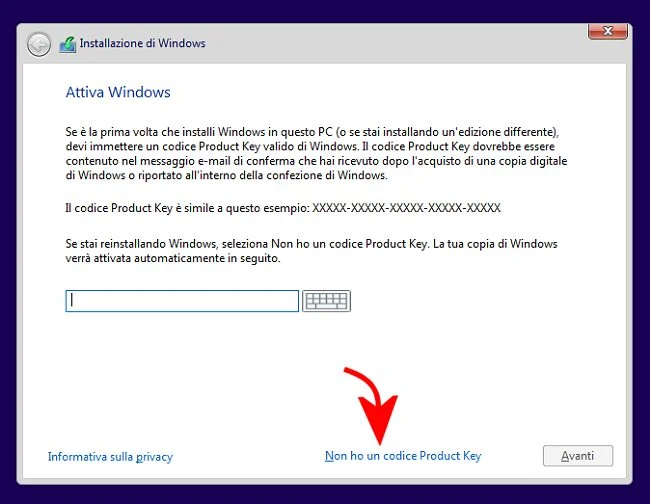 Installazione di Windows
Attiva Windows
Se è la prima volta che installi Windows in questo PC (o se stai installando un'edizione differente),
devi immettere un codice Product Key valido di Windows. Il codice Product Key dovrebbe essere
contenuto nel messaggio e-mail di conferma che hai ricevuto dopo l'acquisto di una copia digitale
di Windows o riportato all'interno della confezione di Windows.
Il codice Product Key è simile a questo esempio: XXXXX-XXXXX-XXXXX-XXXXX-XXXXX
Se stai reinstallando Windows, seleziona Non ho un codice Product Key. La tua copia di Windows
verrà attivata automaticamente in seguito.
Informativa sulla privacy
Non ho un codice Product Key
Avanti